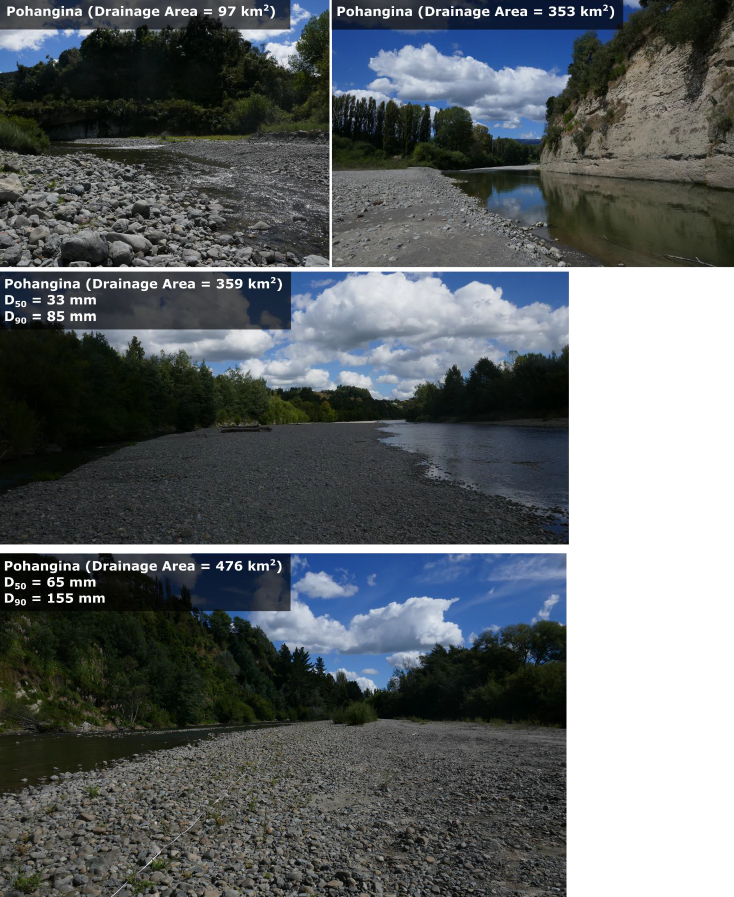 Pohangina (Drainage Area = 97 km²)
Pohangina (Drainage Area = 353 km²)
Pohangina (Drainage Area = 359 km²)
D₅₀ = 33 mm
D₉₀ = 85 mm
Pohangina (Drainage Area = 476 km²)
D₅₀ = 65 mm
D₉₀ = 155 mm